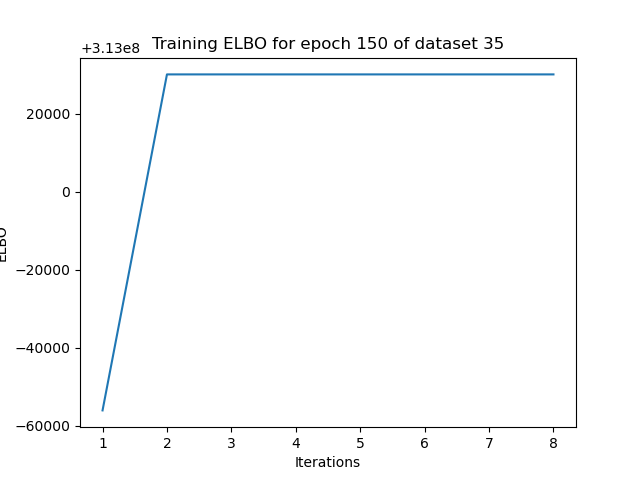 +3.13e8
Training ELBO for epoch 150 of dataset 35
20000
0
−20000
−40000
−60000
ELBO
1 2 3 4 5 6 7 8
Iterations